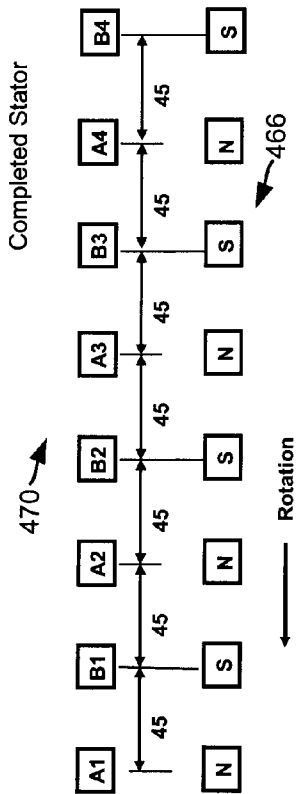 Completed Stator
470
A1 B1 A2 B2 A3 B3 A4 B4
45 45 45 45 45 45 45
N S N S N S N S
466
Rotation